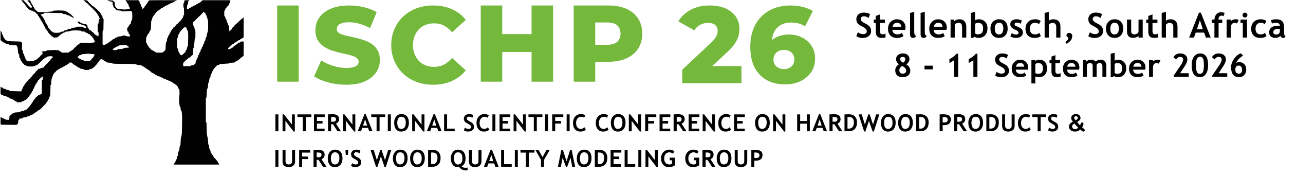 ISCHP 26
Stellenbosch, South Africa
8 - 11 September 2026
INTERNATIONAL SCIENTIFIC CONFERENCE ON HARDWOOD PRODUCTS &
IUFRO'S WOOD QUALITY MODELING GROUP